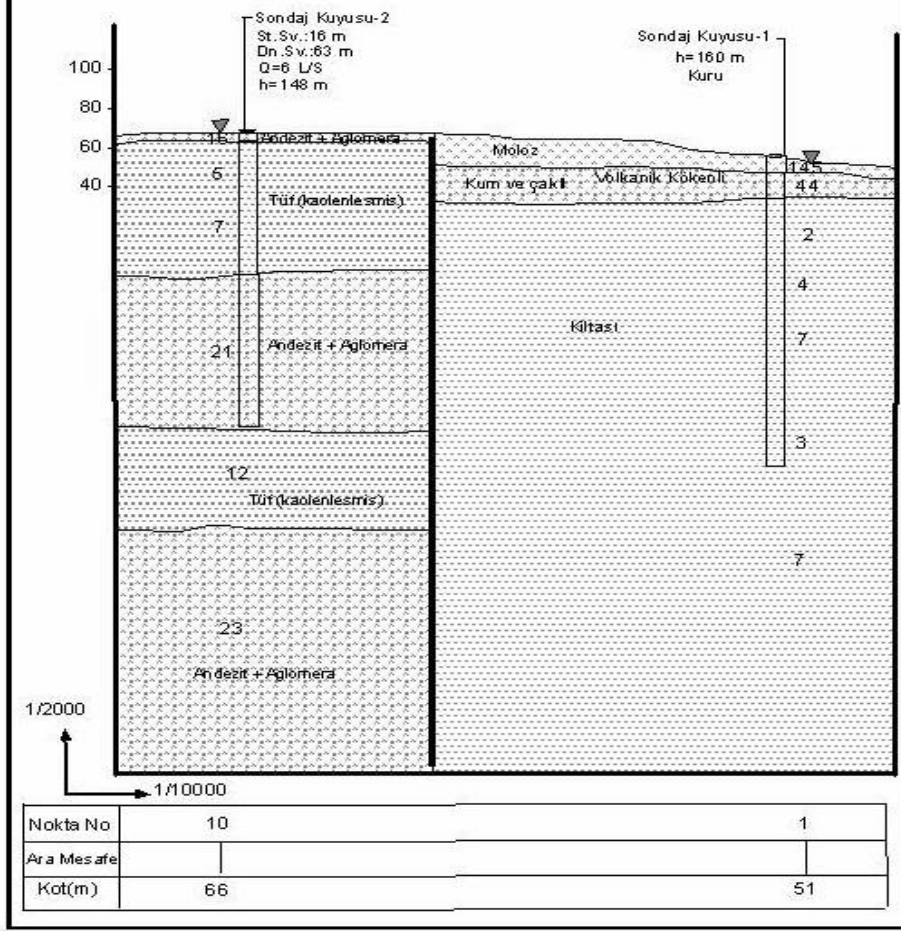 Sondaj Kuyusu-2
St.Sv.:16 m
Dn.Sv.:63 m
Q=6 L/S
h=148 m
Sondaj Kuyusu-1
h=160 m
Kuru
100
80
60
40
16
Andezit + Aglomera
6
Tüf(kaolenlesmis)
7
21
Andezit + Aglomera
12
Tüf(kaolenlesmis)
23
Andezit + Aglomera
Moloz
145
Kum ve çakıl
Volkanik Kökenli
44
2
4
Kiltası
7
3
7
1/2000
1/10000
Nokta No 10 1
Ara Mesafe
Kot(m) 66 51